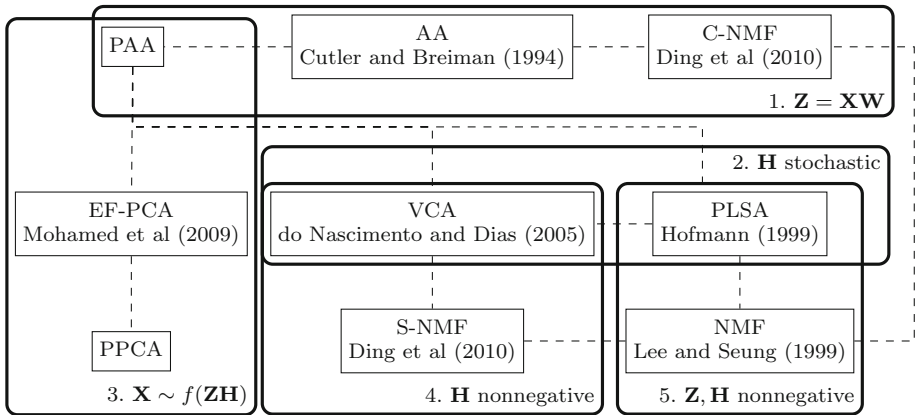 PAA
AA
Cutler and Breiman (1994)
C-NMF
Ding et al (2010)
1. Z = XW
2. H stochastic
EF-PCA
Mohamed et al (2009)
VCA
do Nascimento and Dias (2005)
PLSA
Hofmann (1999)
PPCA
S-NMF
Ding et al (2010)
NMF
Lee and Seung (1999)
3. X ∼ f(ZH)
4. H nonnegative
5. Z, H nonnegative